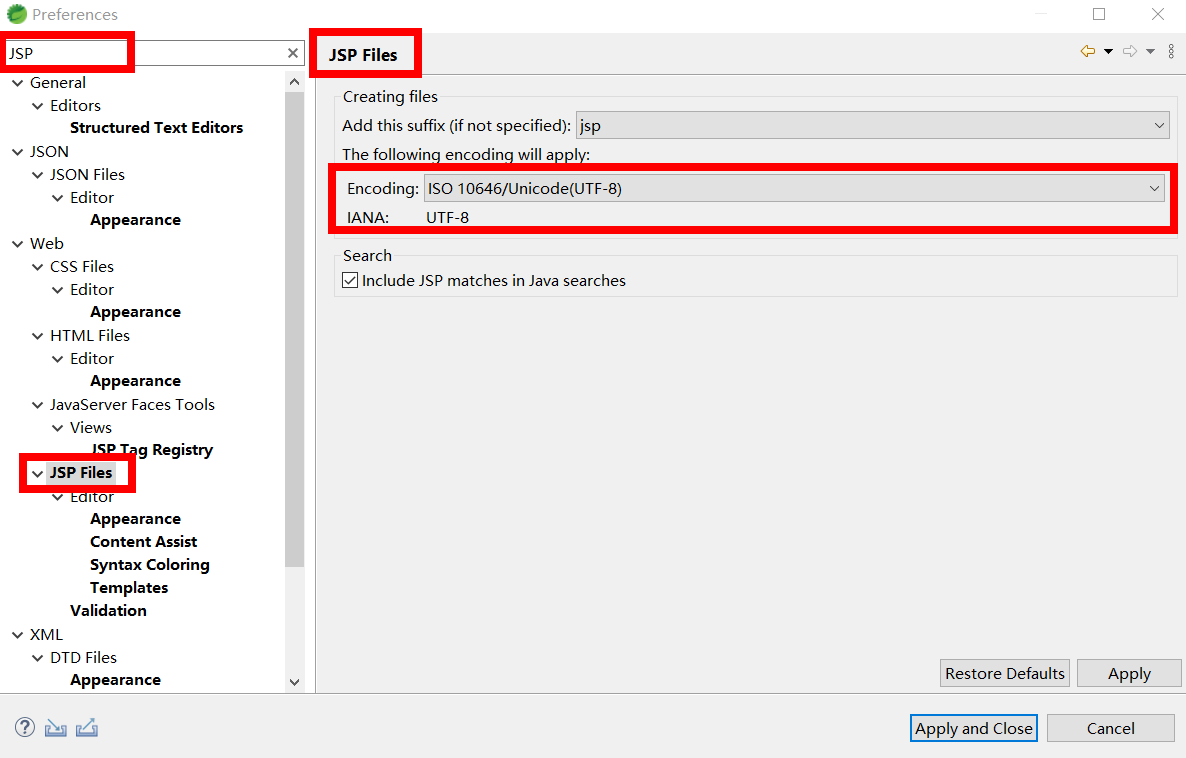 Preferences
JSP
General
Editors
Structured Text Editors
JSON
JSON Files
Editor
Appearance
Web
CSS Files
Editor
Appearance
HTML Files
Editor
Appearance
JavaServer Faces Tools
Views
JSP Tag Registry
JSP Files
Editor
Appearance
Content Assist
Syntax Coloring
Templates
Validation
XML
DTD Files
Appearance
JSP Files
Creating files
Add this suffix (if not specified): jsp
The following encoding will apply:
Encoding: ISO 10646/Unicode(UTF-8)
IANA: UTF-8
Search
Include JSP matches in Java searches
Restore Defaults Apply
Apply and Close Cancel